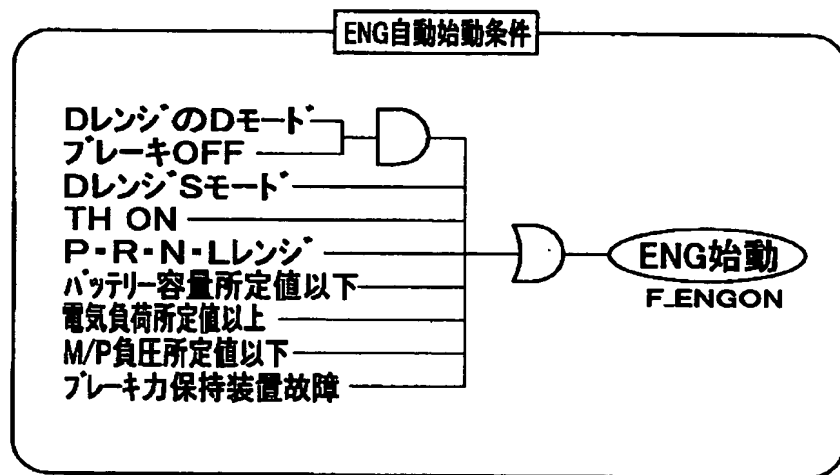 ENG自動始動条件
DレンジのDモード
ブレーキOFF
DレンジSモード
TH ON
P・R・N・Lレンジ
バッテリー容量所定値以下
電気負荷所定値以上
M/P負圧所定値以下
ブレーキ力保持装置故障
ENG始動
F_ENGON